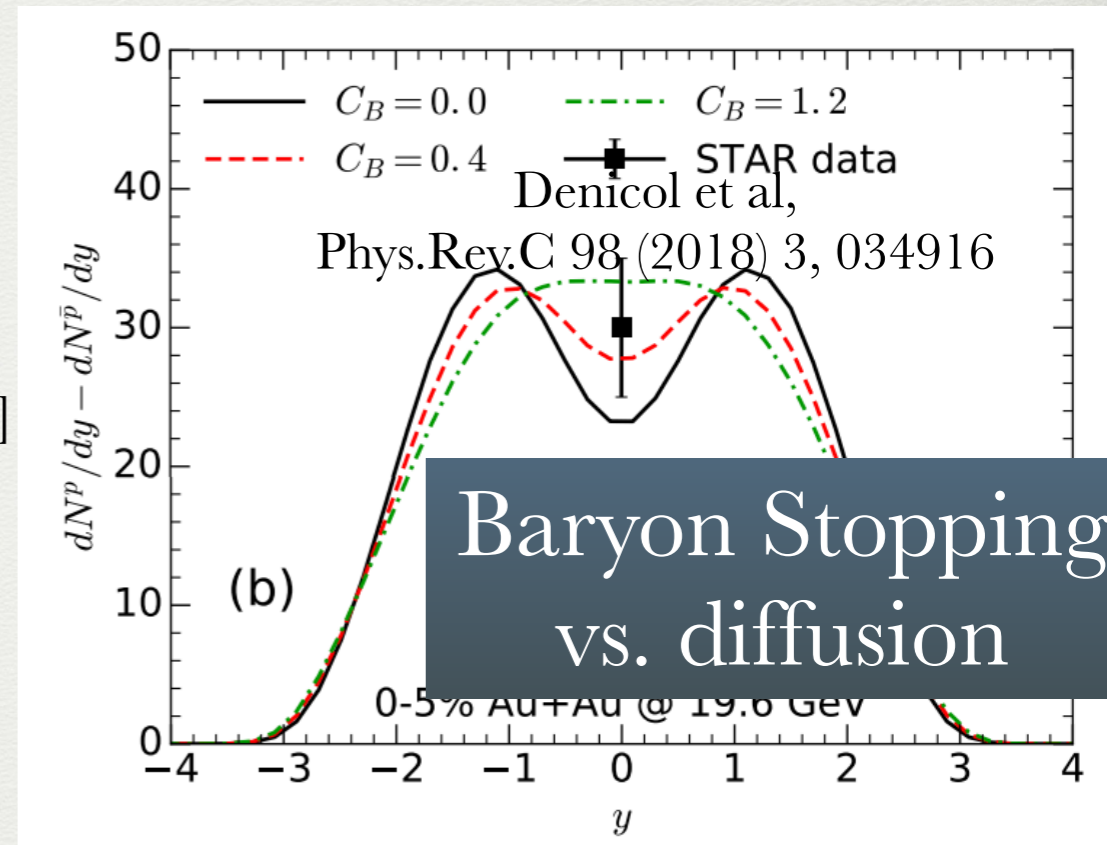 50
C_B = 0.0 C_B = 1.2
C_B = 0.4 STAR data
Denicol et al,
Phys.Rev.C 98 (2018) 3, 034916
40
30
20
10
0
dN^p/dy − dN^p̄/dy
]
Baryon Stopping
vs. diffusion
(b)
0-5% Au+Au @ 19.6 GeV
−4 −3 −2 −1 0 1 2 3 4
y